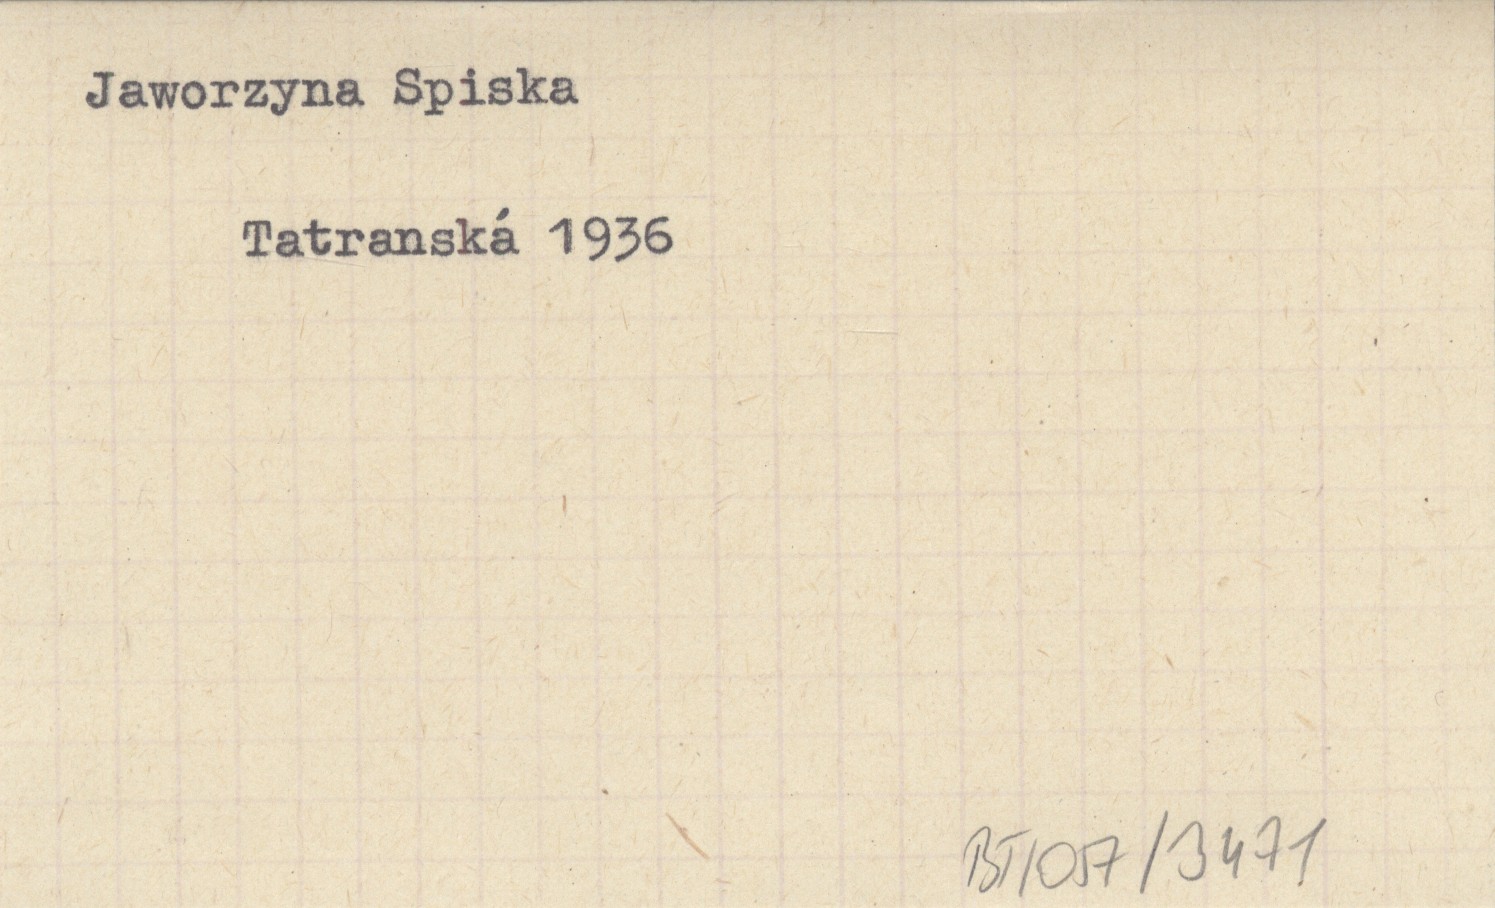 Jaworzyna Spiska
Tatranská 1936
BT/057/3471